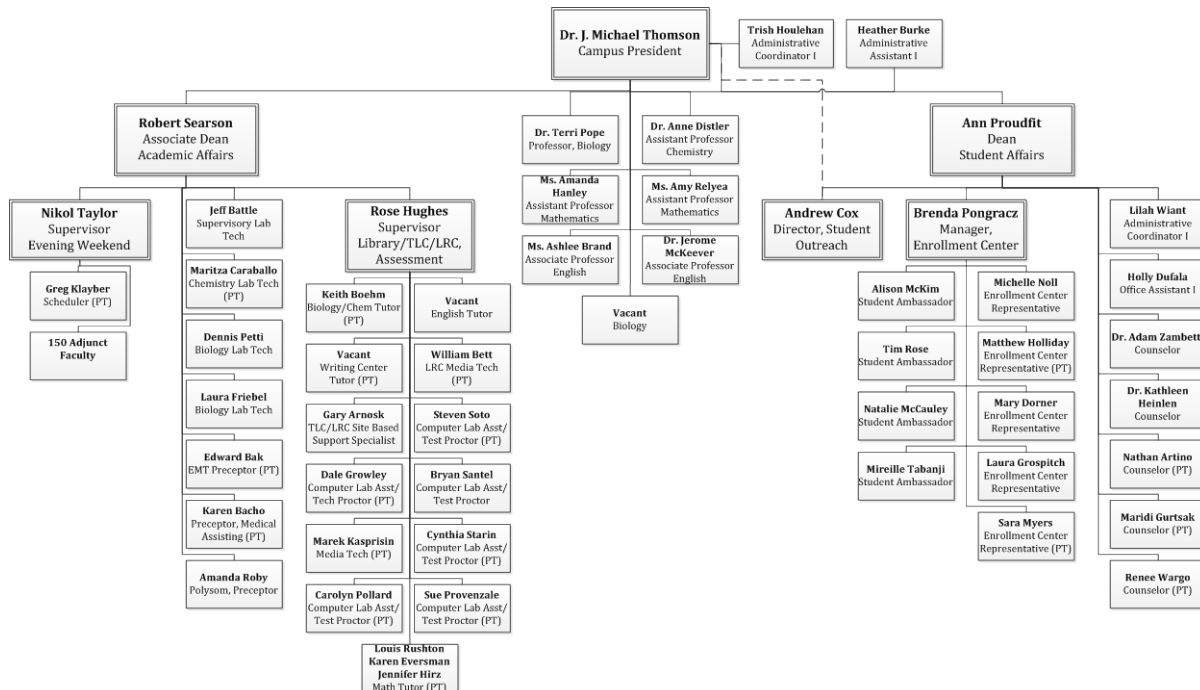 Dr. J. Michael Thomson
Campus President
Trish Houlehan
Administrative
Coordinator I
Heather Burke
Administrative
Assistant I
Robert Searson
Associate Dean
Academic Affairs
Dr. Terri Pope
Professor, Biology
Dr. Anne Distler
Assistant Professor
Chemistry
Ms. Amanda
Hanley
Assistant Professor
Mathematics
Ms. Amy Relyea
Assistant Professor
Mathematics
Ms. Ashlee Brand
Associate Professor
English
Dr. Jerome
McKeever
Associate Professor
English
Vacant
Biology
Ann Proudfit
Dean
Student Affairs
Nikol Taylor
Supervisor
Evening Weekend
Greg Klayber
Scheduler (PT)
150 Adjunct
Faculty
Jeff Battle
Supervisory Lab
Tech
Maritza Caraballo
Chemistry Lab Tech
(PT)
Dennis Petti
Biology Lab Tech
Laura Friebel
Biology Lab Tech
Edward Bak
EMT Preceptor (PT)
Karen Bacho
Preceptor, Medical
Assisting (PT)
Amanda Roby
Polysom, Preceptor
Rose Hughes
Supervisor
Library/TLC/LRC,
Assessment
Keith Boehm
Biology/Chem Tutor
(PT)
Vacant
English Tutor
Vacant
Writing Center
Tutor (PT)
William Bett
LRC Media Tech
(PT)
Gary Arnosk
TLC/LRC Site Based
Support Specialist
Steven Soto
Computer Lab Asst/
Test Proctor (PT)
Dale Growley
Computer Lab Asst/
Tech Proctor (PT)
Bryan Santel
Computer Lab Asst/
Test Proctor
Marek Kasprisin
Media Tech (PT)
Cynthia Starin
Computer Lab Asst/
Test Proctor (PT)
Carolyn Pollard
Computer Lab Asst/
Test Proctor (PT)
Sue Provenzale
Computer Lab Asst/
Test Proctor (PT)
Louis Rushton
Karen Eversman
Jennifer Hirz
Math Tutor (PT)
Andrew Cox
Director, Student
Outreach
Brenda Pongracz
Manager,
Enrollment Center
Alison McKim
Student Ambassador
Michelle Noll
Enrollment Center
Representative
Tim Rose
Student Ambassador
Matthew Holliday
Enrollment Center
Representative (PT)
Natalie McCauley
Student Ambassador
Mary Dorner
Enrollment Center
Representative
Mireille Tabanji
Student Ambassador
Laura Grospitch
Enrollment Center
Representative
Sara Myers
Enrollment Center
Representative (PT)
Lilah Wiant
Administrative
Coordinator I
Holly Dufala
Office Assistant I
Dr. Adam Zambett
Counselor
Dr. Kathleen
Heinlen
Counselor
Nathan Artino
Counselor (PT)
Maridi Gurtsak
Counselor (PT)
Renee Wargo
Counselor (PT)